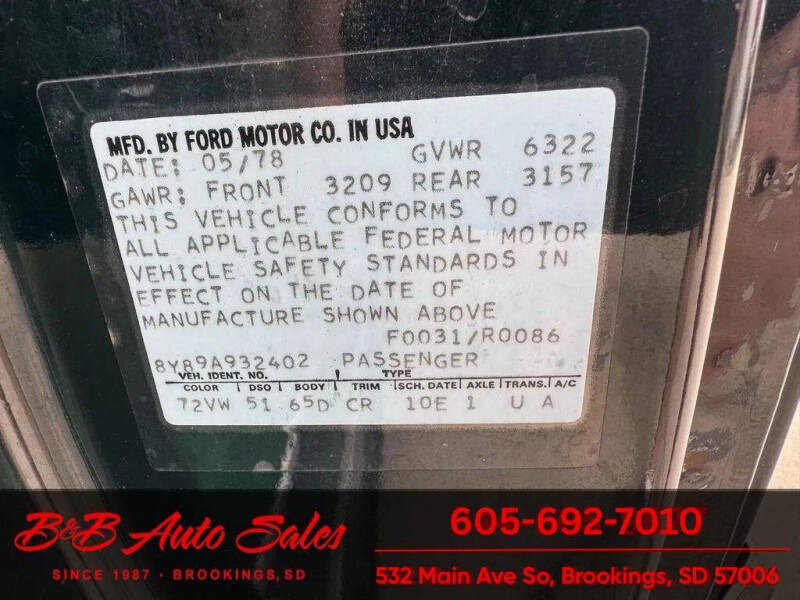 MFD. BY FORD MOTOR CO. IN USA
DATE: 05/78 GVWR 6322
GAWR: FRONT 3209 REAR 3157
THIS VEHICLE CONFORMS TO
ALL APPLICABLE FEDERAL MOTOR
VEHICLE SAFETY STANDARDS IN
EFFECT ON THE DATE OF
MANUFACTURE SHOWN ABOVE
F0031/R0086
8Y89A932402 PASSENGER
VEH. IDENT. NO. TYPE
COLOR DSO BODY TRIM SCH. DATE AXLE TRANS. A/C
72VW 51 65D CR 10E 1 U A
B&B Auto Sales
SINCE 1987 - BROOKINGS, SD
605-692-7010
532 Main Ave So, Brookings, SD 57006